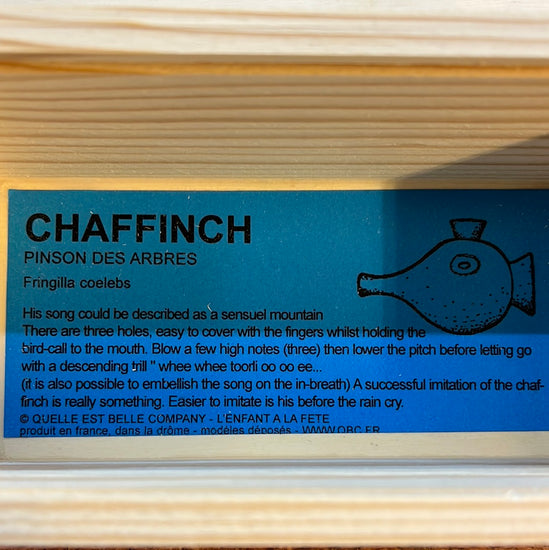 CHAFFINCH
PINSON DES ARBRES
Fringilla coelebs
His song could be described as a sensuel mountain
There are three holes, easy to cover with the fingers whilst holding the
bird-call to the mouth. Blow a few high notes (three) then lower the pitch before letting go
with a descending trill " whee whee toorli oo oo ee...
(it is also possible to embellish the song on the in-breath) A successful imitation of the chaf-
finch is really something. Easier to imitate is his before the rain cry.
© QUELLE EST BELLE COMPANY - L'ENFANT A LA FETE
produit en france, dans la drôme - modèles déposés - WWW.QBC.FR